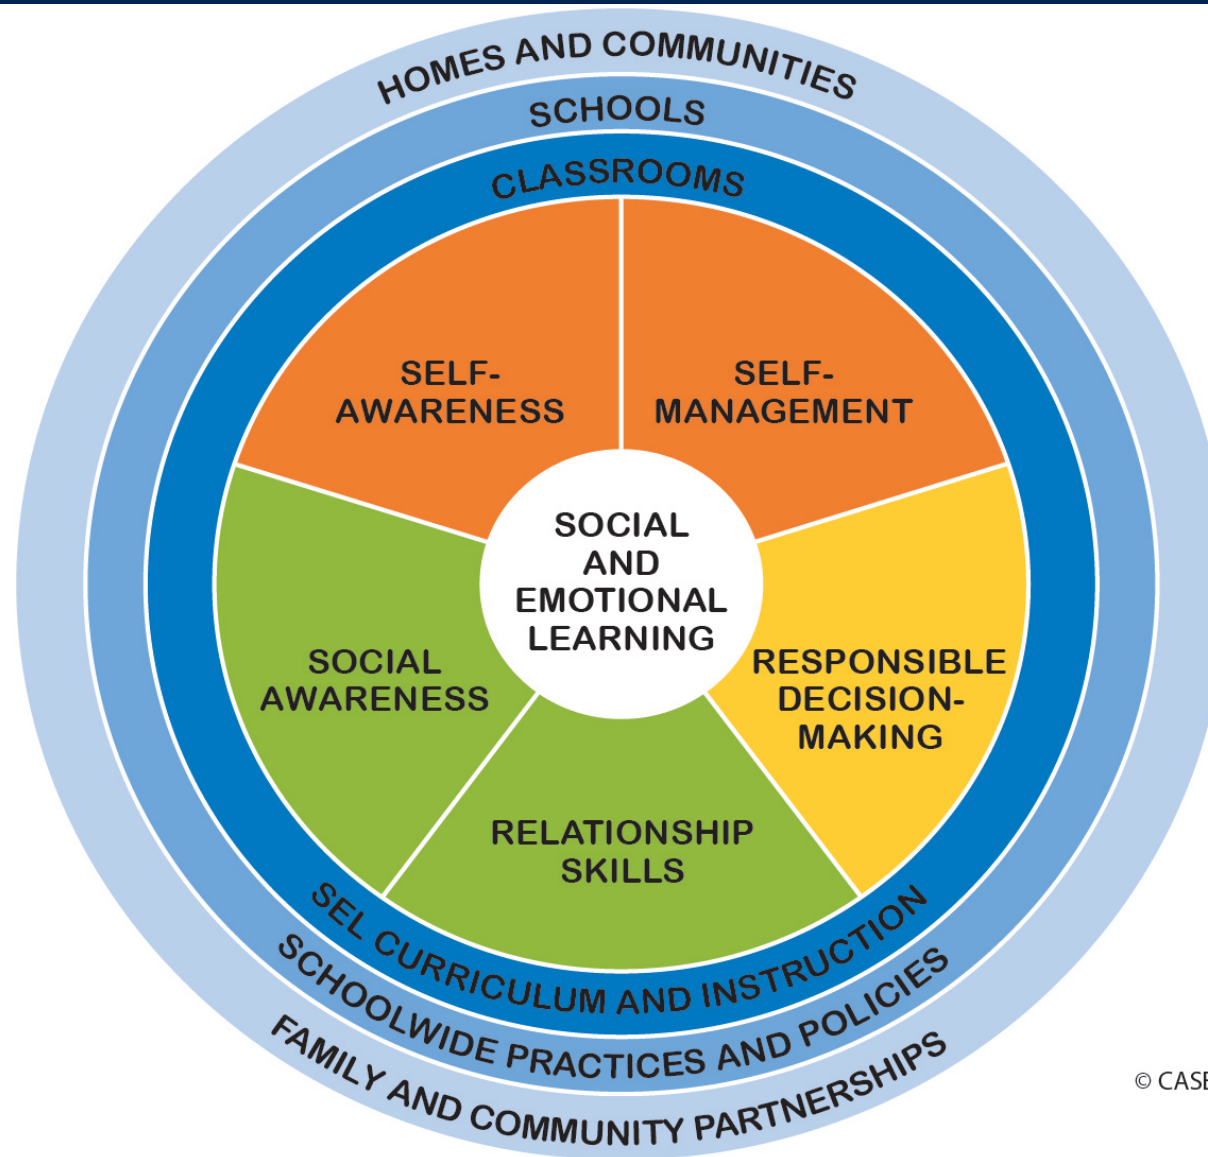 HOMES AND COMMUNITIES
SCHOOLS
CLASSROOMS
SELF-
AWARENESS
SELF-
MANAGEMENT
SOCIAL
AND
EMOTIONAL
LEARNING
SOCIAL
AWARENESS
RESPONSIBLE
DECISION-
MAKING
RELATIONSHIP
SKILLS
SEL CURRICULUM AND INSTRUCTION
SCHOOLWIDE PRACTICES AND POLICIES
FAMILY AND COMMUNITY PARTNERSHIPS
©